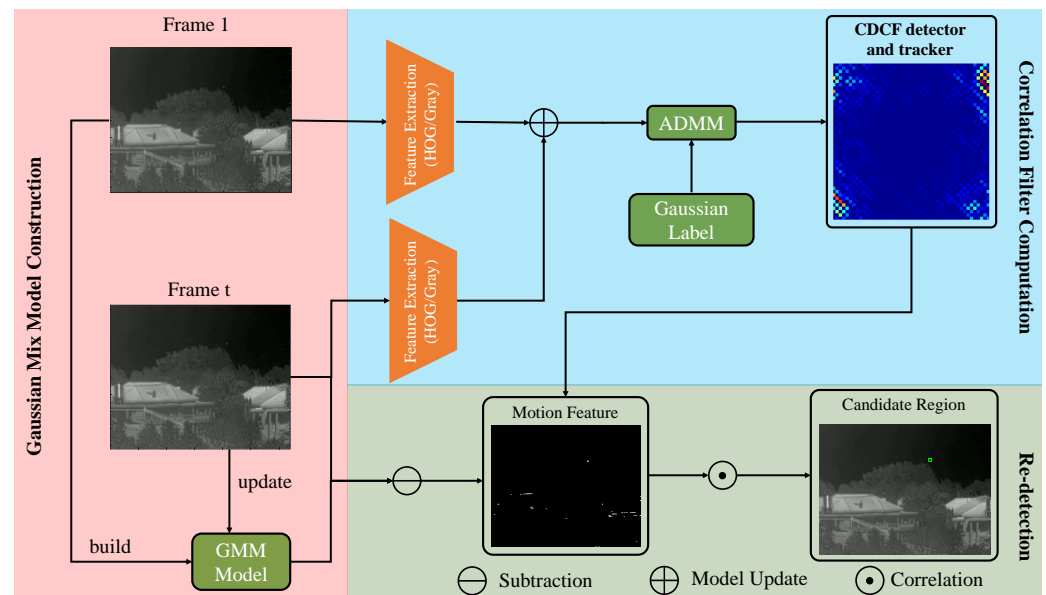 Frame 1
Gaussian Mix Model Construction
Frame t
update
build
GMM
Model
Feature Extraction
(HOG/Gray)
Feature Extraction
(HOG/Gray)
ADMM
Gaussian
Label
CDCF detector
and tracker
Correlation Filter Computation
Motion Feature
Candidate Region
Re-detection
Subtraction
Model Update
Correlation